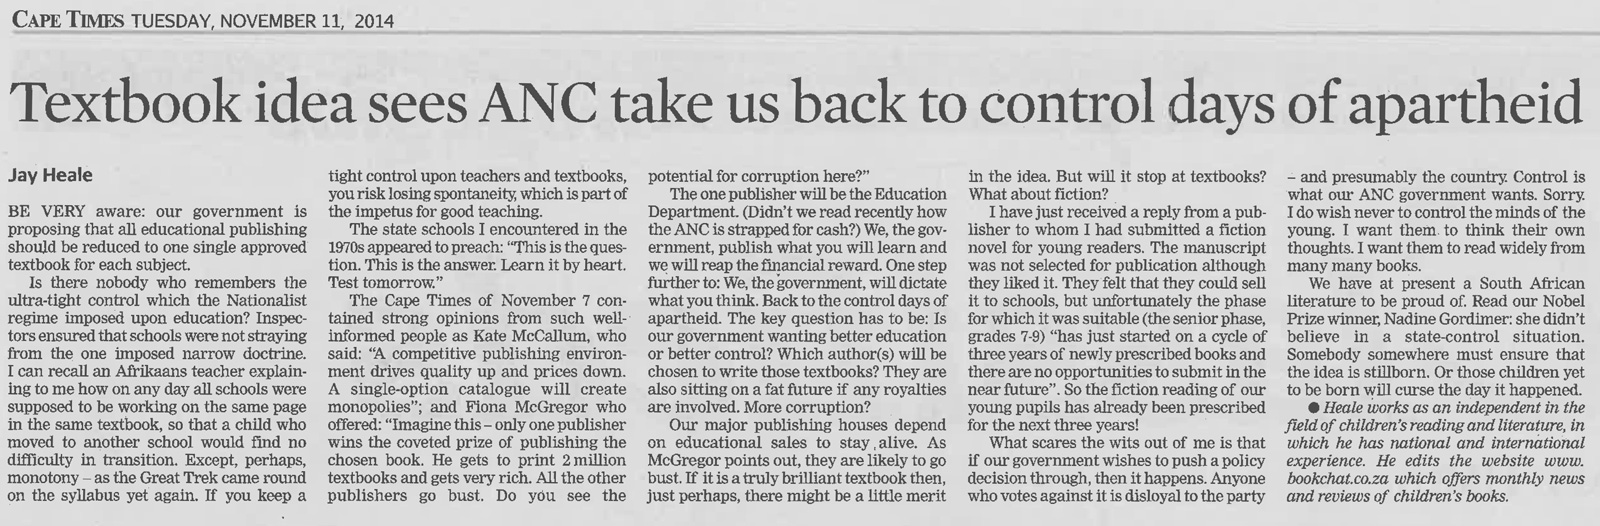 CAPE TIMES TUESDAY, NOVEMBER 11, 2014
Textbook idea sees ANC take us back to control days of apartheid
Jay Heale
BE VERY aware: our government is
proposing that all educational publishing
should be reduced to one single approved
textbook for each subject.
Is there nobody who remembers the
ultra-tight control which the Nationalist
regime imposed upon education? Inspec-
tors ensured that schools were not straying
from the one imposed narrow doctrine.
I can recall an Afrikaans teacher explain-
ing to me how on any day all schools were
supposed to be working on the same page
in the same textbook, so that a child who
moved to another school would find no
difficulty in transition. Except, perhaps,
monotony – as the Great Trek came round
on the syllabus yet again. If you keep a
tight control upon teachers and textbooks,
you risk losing spontaneity, which is part of
the impetus for good teaching.
The state schools I encountered in the
1970s appeared to preach: “This is the ques-
tion. This is the answer. Learn it by heart.
Test tomorrow.”
The Cape Times of November 7 con-
tained strong opinions from such well-
informed people as Kate McCallum, who
said: “A competitive publishing environ-
ment drives quality up and prices down.
A single-option catalogue will create
monopolies”; and Fiona McGregor who
offered: “Imagine this – only one publisher
wins the coveted prize of publishing the
chosen book. He gets to print 2 million
textbooks and gets very rich. All the other
publishers go bust. Do you see the
potential for corruption here?”
The one publisher will be the Education
Department. (Didn’t we read recently how
the ANC is strapped for cash?) We, the gov-
ernment, publish what you will learn and
we will reap the financial reward. One step
further to: We, the government, will dictate
what you think. Back to the control days of
apartheid. The key question has to be: Is
our government wanting better education
or better control? Which author(s) will be
chosen to write those textbooks? They are
also sitting on a fat future if any royalties
are involved. More corruption?
Our major publishing houses depend
on educational sales to stay alive. As
McGregor points out, they are likely to go
bust. If it is a truly brilliant textbook then,
just perhaps, there might be a little merit
in the idea. But will it stop at textbooks?
What about fiction?
I have just received a reply from a pub-
lisher to whom I had submitted a fiction
novel for young readers. The manuscript
was not selected for publication although
they liked it. They felt that they could sell
it to schools, but unfortunately the phase
for which it was suitable (the senior phase,
grades 7-9) “has just started on a cycle of
three years of newly prescribed books and
there are no opportunities to submit in the
near future”. So the fiction reading of our
young pupils has already been prescribed
for the next three years!
What scares the wits out of me is that
if our government wishes to push a policy
decision through, then it happens. Anyone
who votes against it is disloyal to the party
– and presumably the country. Control is
what our ANC government wants. Sorry.
I do wish never to control the minds of the
young. I want them to think their own
thoughts. I want them to read widely from
many many books.
We have at present a South African
literature to be proud of. Read our Nobel
Prize winner, Nadine Gordimer: she didn’t
believe in a state-control situation.
Somebody somewhere must ensure that
the idea is stillborn. Or those children yet
to be born will curse the day it happened.
● Heale works as an independent in the
field of children’s reading and literature, in
which he has national and international
experience. He edits the website www.
bookchat.co.za which offers monthly news
and reviews of children’s books.